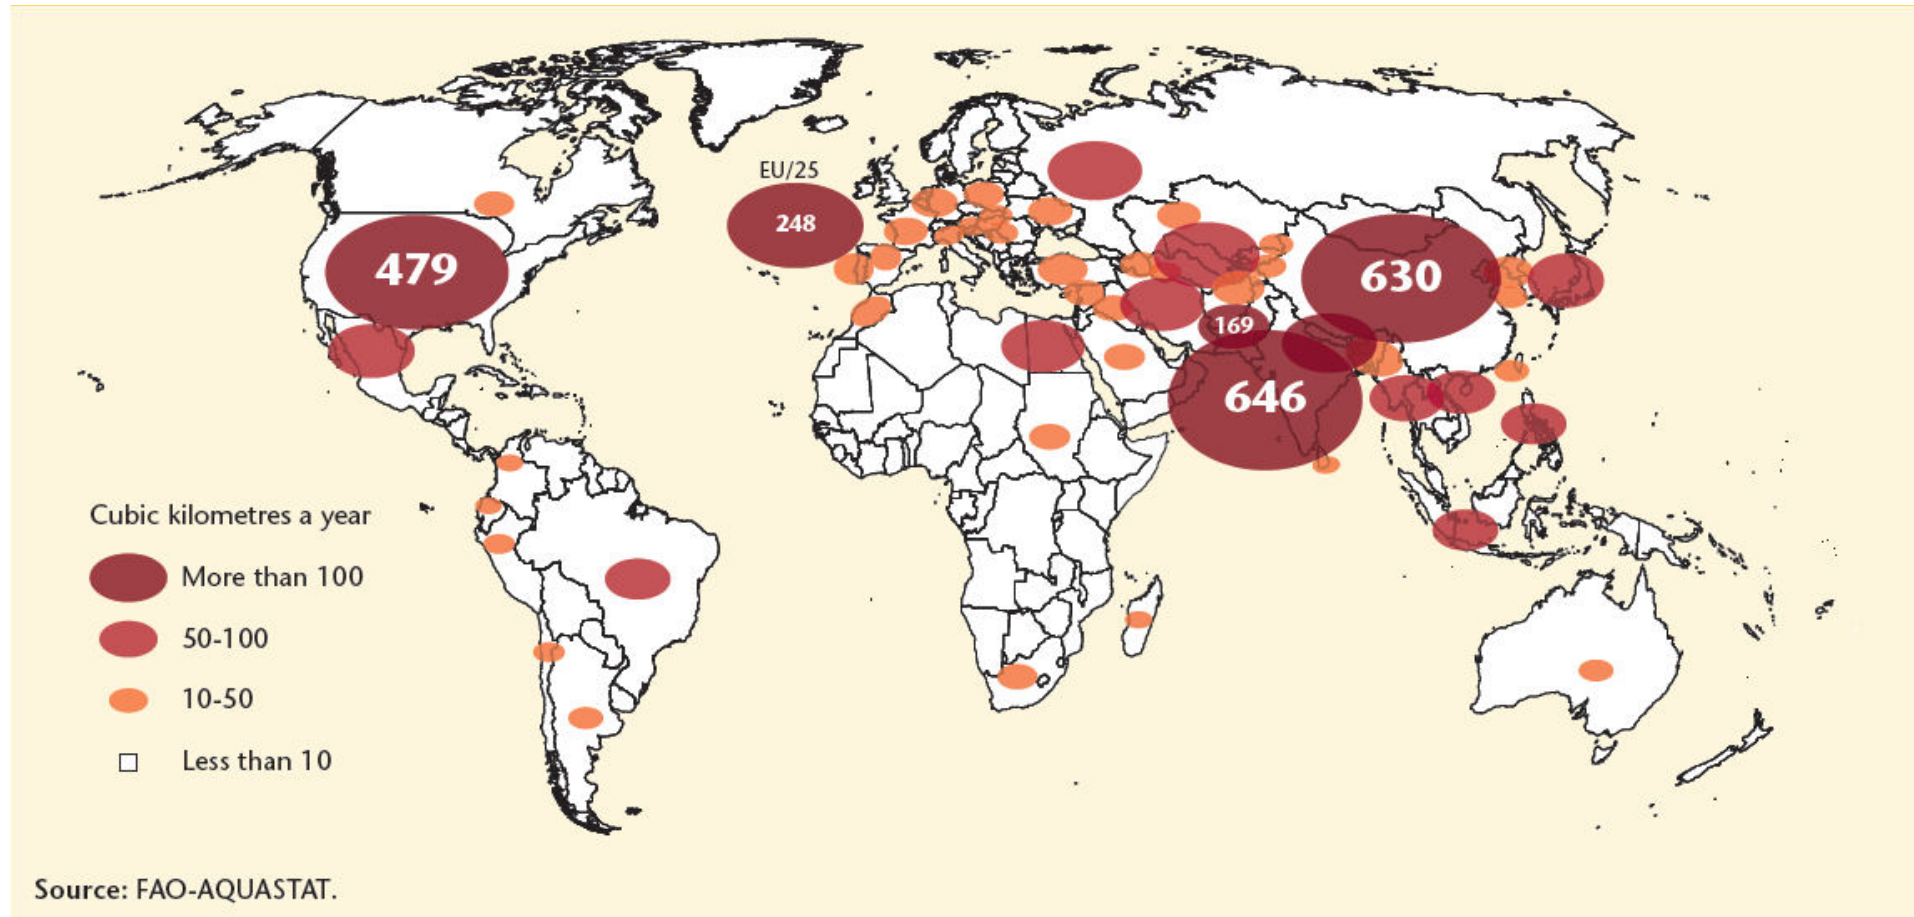 EU/25
248
479
630
169
646
Cubic kilometres a year
More than 100
50-100
10-50
Less than 10
Source: FAO-AQUASTAT.